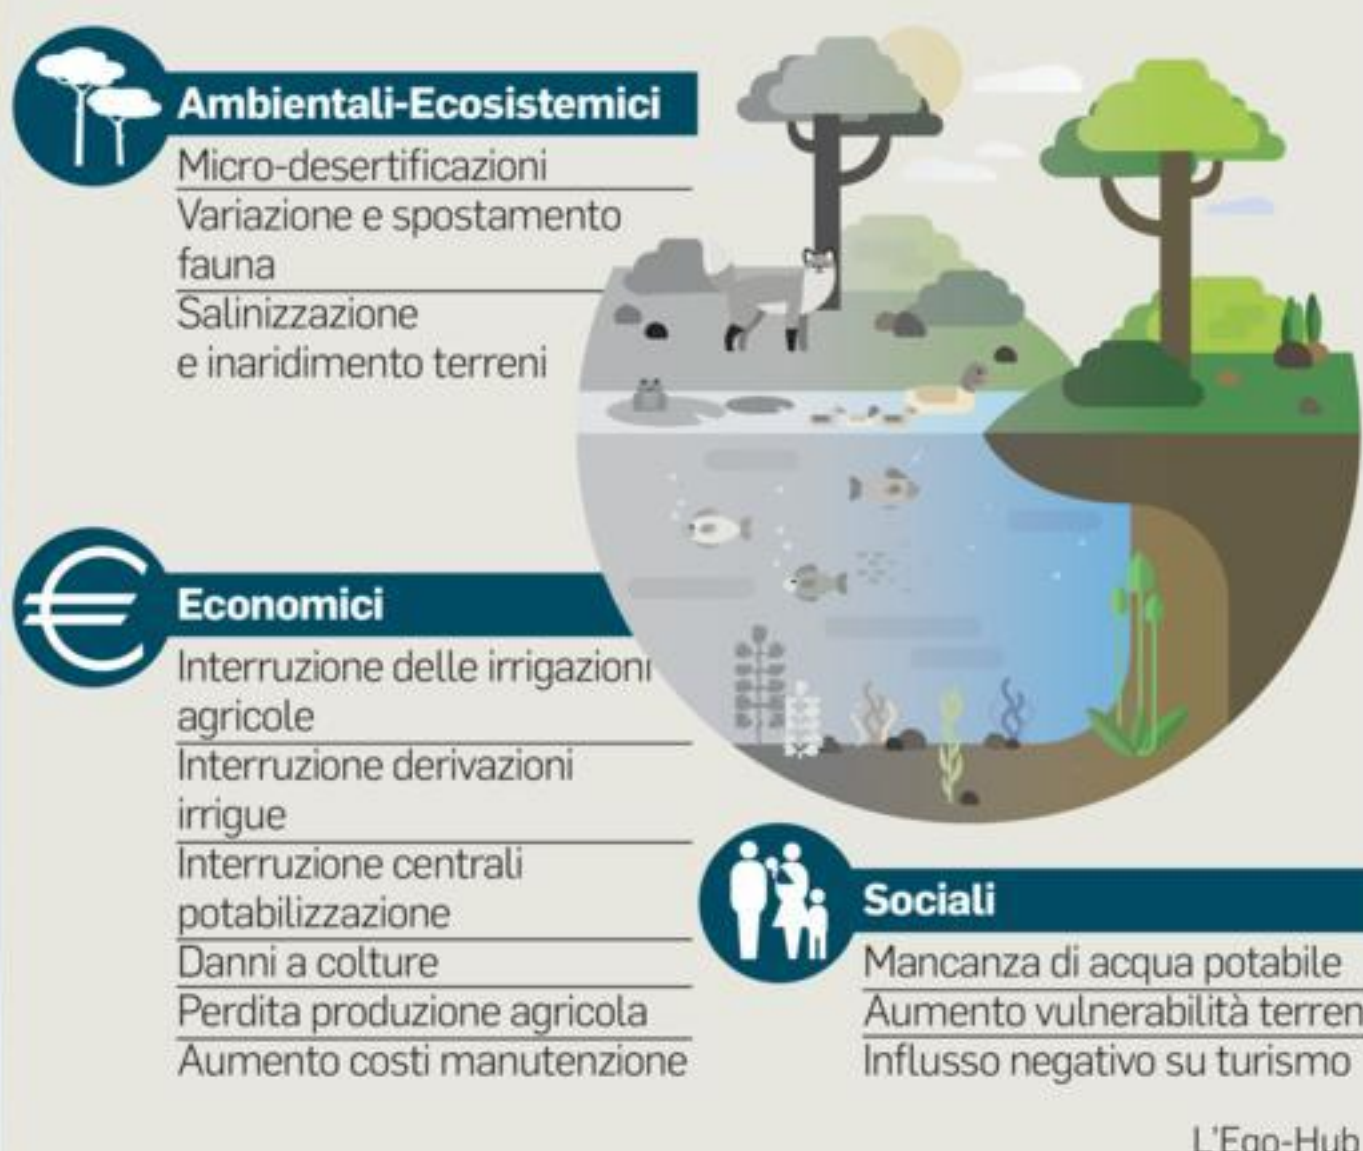 Ambientali-Ecosistemici
Micro-desertificazioni
Variazione e spostamento
fauna
Salinizzazione
e inaridimento terreni
Economici
Interruzione delle irrigazioni
agricole
Interruzione derivazioni
irrigue
Interruzione centrali
potabilizzazione
Danni a colture
Perdita produzione agricola
Aumento costi manutenzione
Sociali
Mancanza di acqua potabile
Aumento vulnerabilità terren
Influsso negativo su turismo
L'Ego-Hub